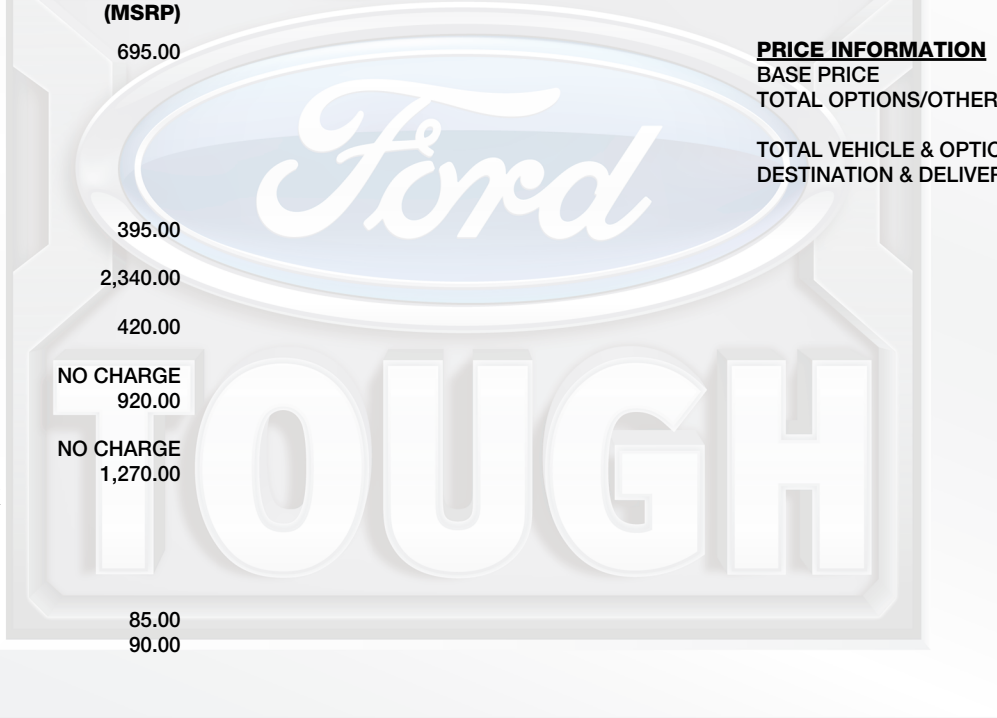 (MSRP)
695.00
395.00
2,340.00
420.00
NO CHARGE
920.00
NO CHARGE
1,270.00
85.00
90.00
PRICE INFORMATION
BASE PRICE
TOTAL OPTIONS/OTHER
TOTAL VEHICLE & OPTIO
DESTINATION & DELIVER
Ford
TOUGH